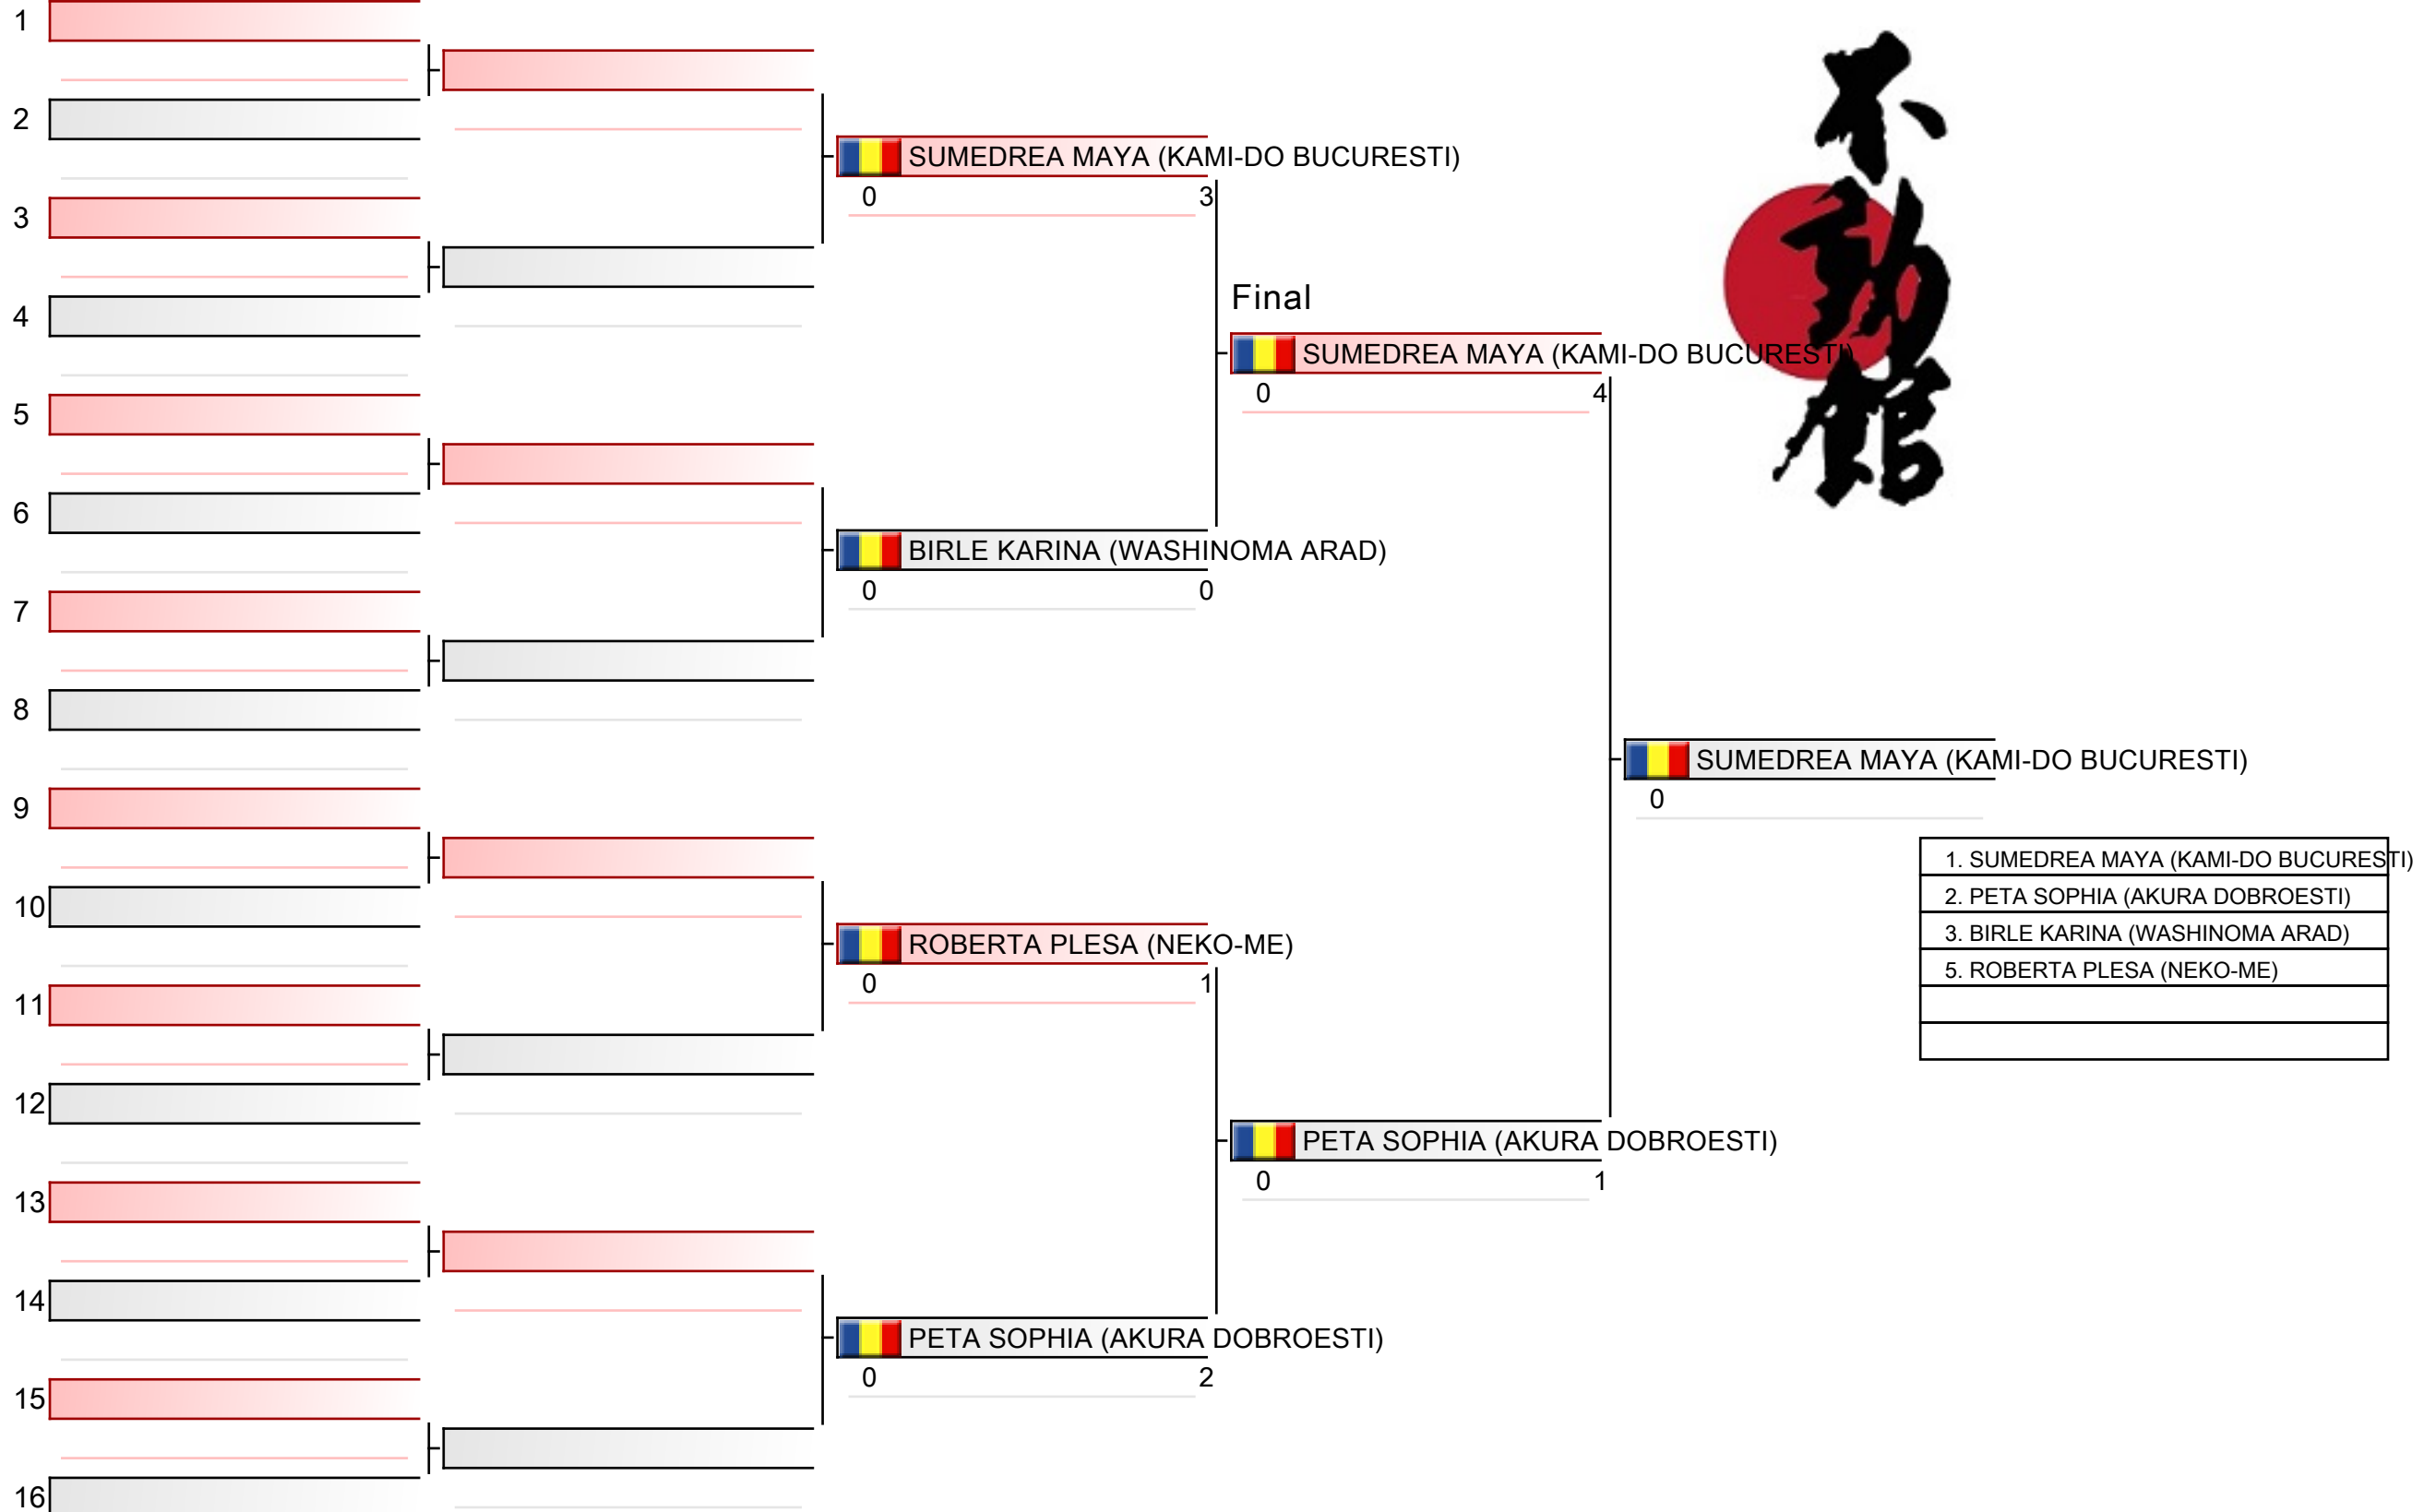 1
2
SUMEDREA MAYA (KAMI-DO BUCURESTI)
0 3
3
4
Final
SUMEDREA MAYA (KAMI-DO BUCURESTI)
0 4
5
6
BIRLE KARINA (WASHINOMA ARAD)
0 0
7
8
SUMEDREA MAYA (KAMI-DO BUCURESTI)
0
9
10
ROBERTA PLESA (NEKO-ME)
0 1
11
12
PETA SOPHIA (AKURA DOBROESTI)
0 1
13
14
PETA SOPHIA (AKURA DOBROESTI)
0 2
15
16
1. SUMEDREA MAYA (KAMI-DO BUCURESTI)
2. PETA SOPHIA (AKURA DOBROESTI)
3. BIRLE KARINA (WASHINOMA ARAD)
5. ROBERTA PLESA (NEKO-ME)
不
動
館